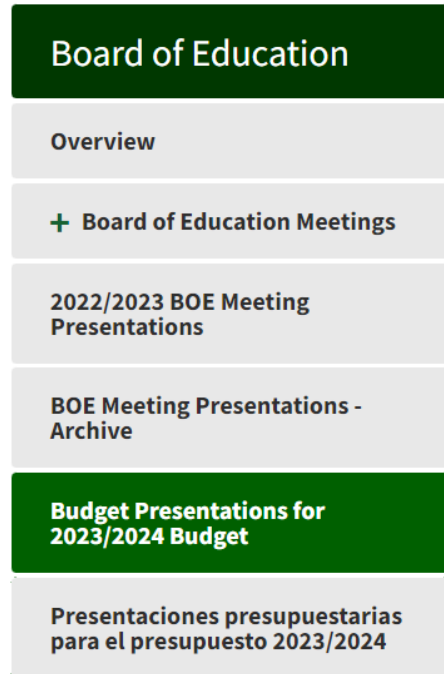 Board of Education
Overview
+ Board of Education Meetings
2022/2023 BOE Meeting
Presentations
BOE Meeting Presentations -
Archive
Budget Presentations for
2023/2024 Budget
Presentaciones presupuestarias
para el presupuesto 2023/2024